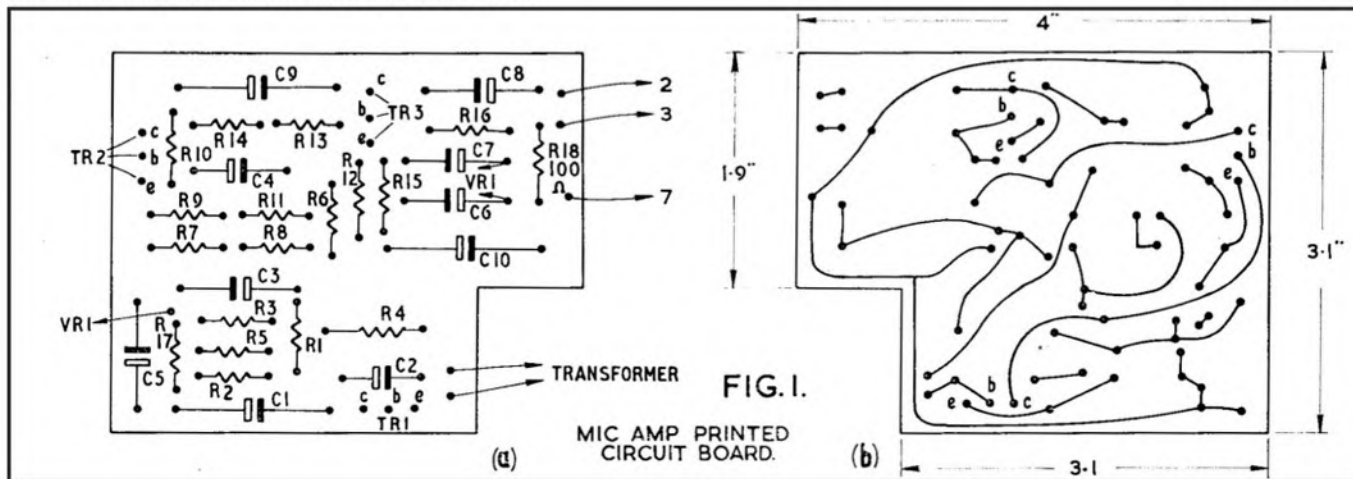 C9
C8
2
c
b
TR3
e
R16
3
c
TR2
b
e
R10
R14
R13
C4
R
12
R15
C7
VR1
C6
R18
100
Ω
7
R9
R11
R6
R7
R8
C10
C3
VR1
R
17
R3
R5
R2
R1
R4
C5
C2
C1
c
b
e
TR1
TRANSFORMER
(a)
FIG.1.
MIC AMP PRINTED
CIRCUIT BOARD.
(b)
4"
1·9"
3·1"
3·1
c
b
e
c
b
e
b
e
c